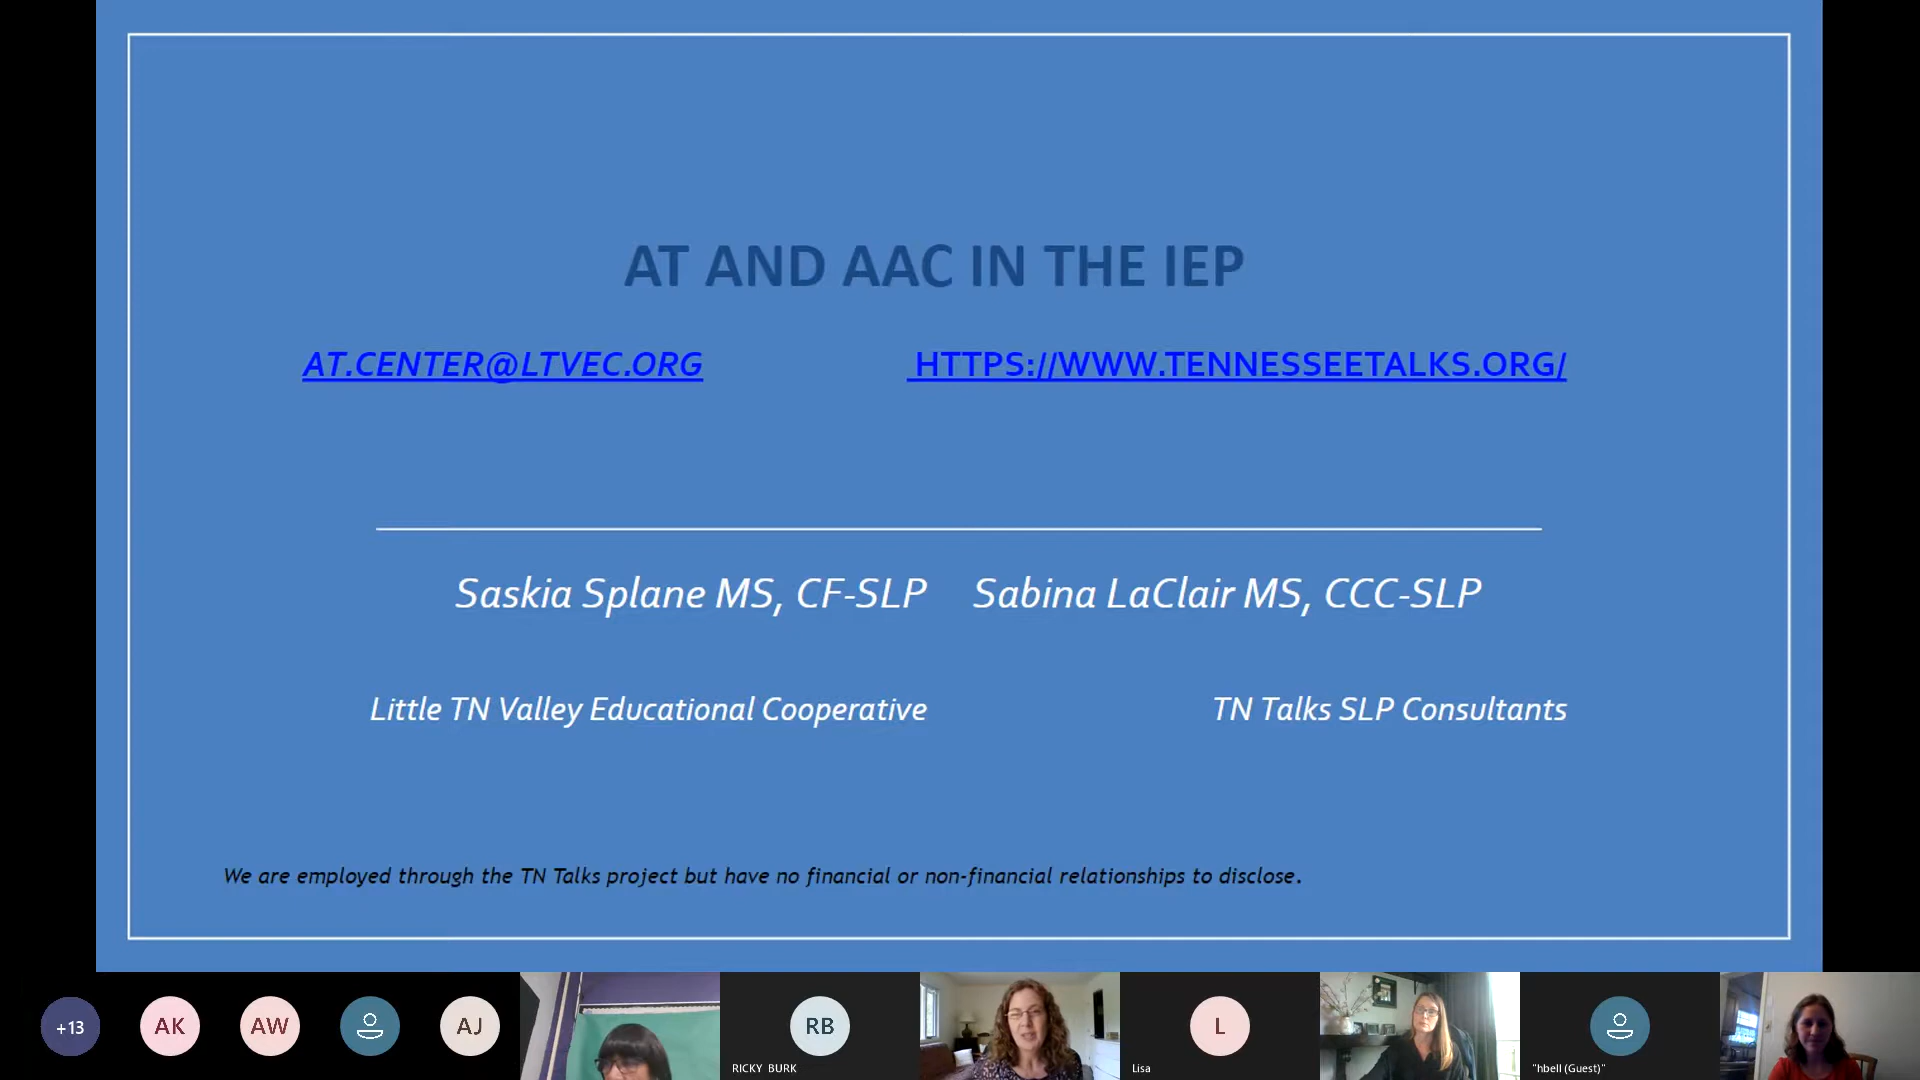 AT AND AAC IN THE IEP
AT.CENTER@LTVEC.ORG HTTPS://WWW.TENNESSEETALKS.ORG/
Saskia Splane MS, CF-SLP Sabina LaClair MS, CCC-SLP
Little TN Valley Educational Cooperative TN Talks SLP Consultants
We are employed through the TN Talks project but have no financial or non-financial relationships to disclose.
+13 AK AW AJ RB L
RICKY BURK Lisa "hbell (Guest)"